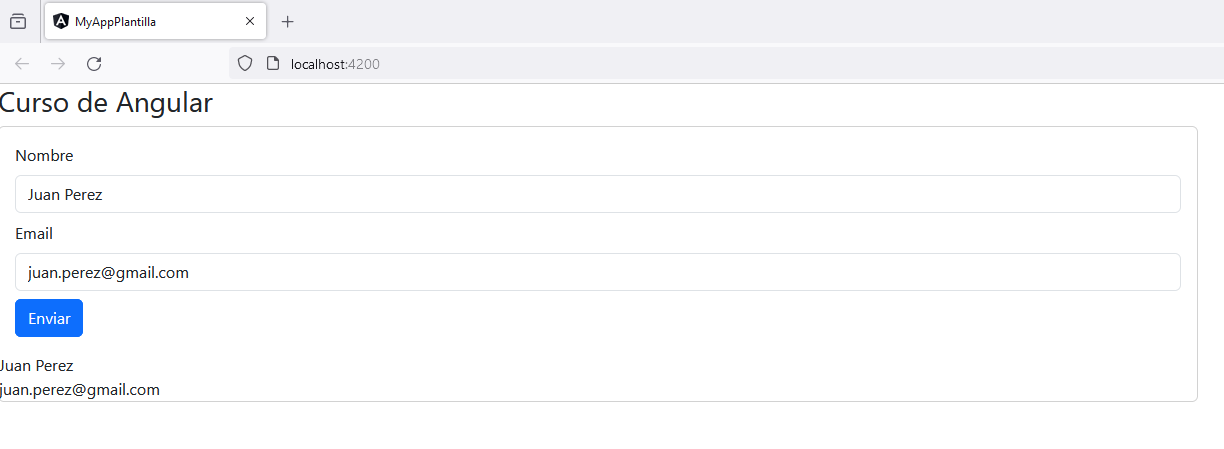 MyAppPlantilla
localhost:4200
Curso de Angular
Nombre
Juan Perez
Email
juan.perez@gmail.com
Enviar
Juan Perez
juan.perez@gmail.com